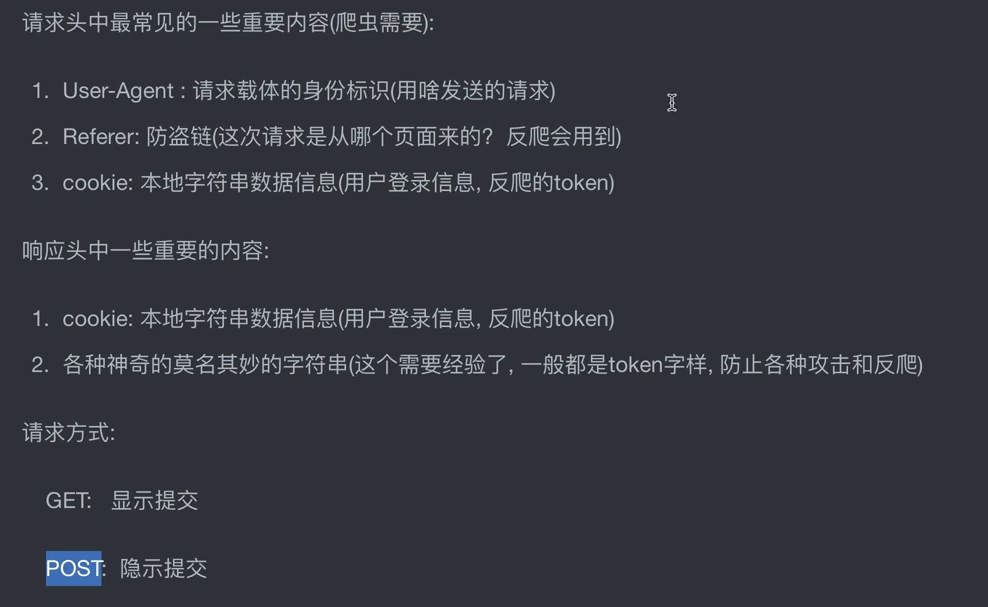 请求头中最常见的一些重要内容(爬虫需要):
1. User-Agent : 请求载体的身份标识(用啥发送的请求)
2. Referer: 防盗链(这次请求是从哪个页面来的? 反爬会用到)
3. cookie: 本地字符串数据信息(用户登录信息, 反爬的token)
响应头中一些重要的内容:
1. cookie: 本地字符串数据信息(用户登录信息, 反爬的token)
2. 各种神奇的莫名其妙的字符串(这个需要经验了, 一般都是token字样, 防止各种攻击和反爬)
请求方式:
GET: 显示提交
POST: 隐示提交